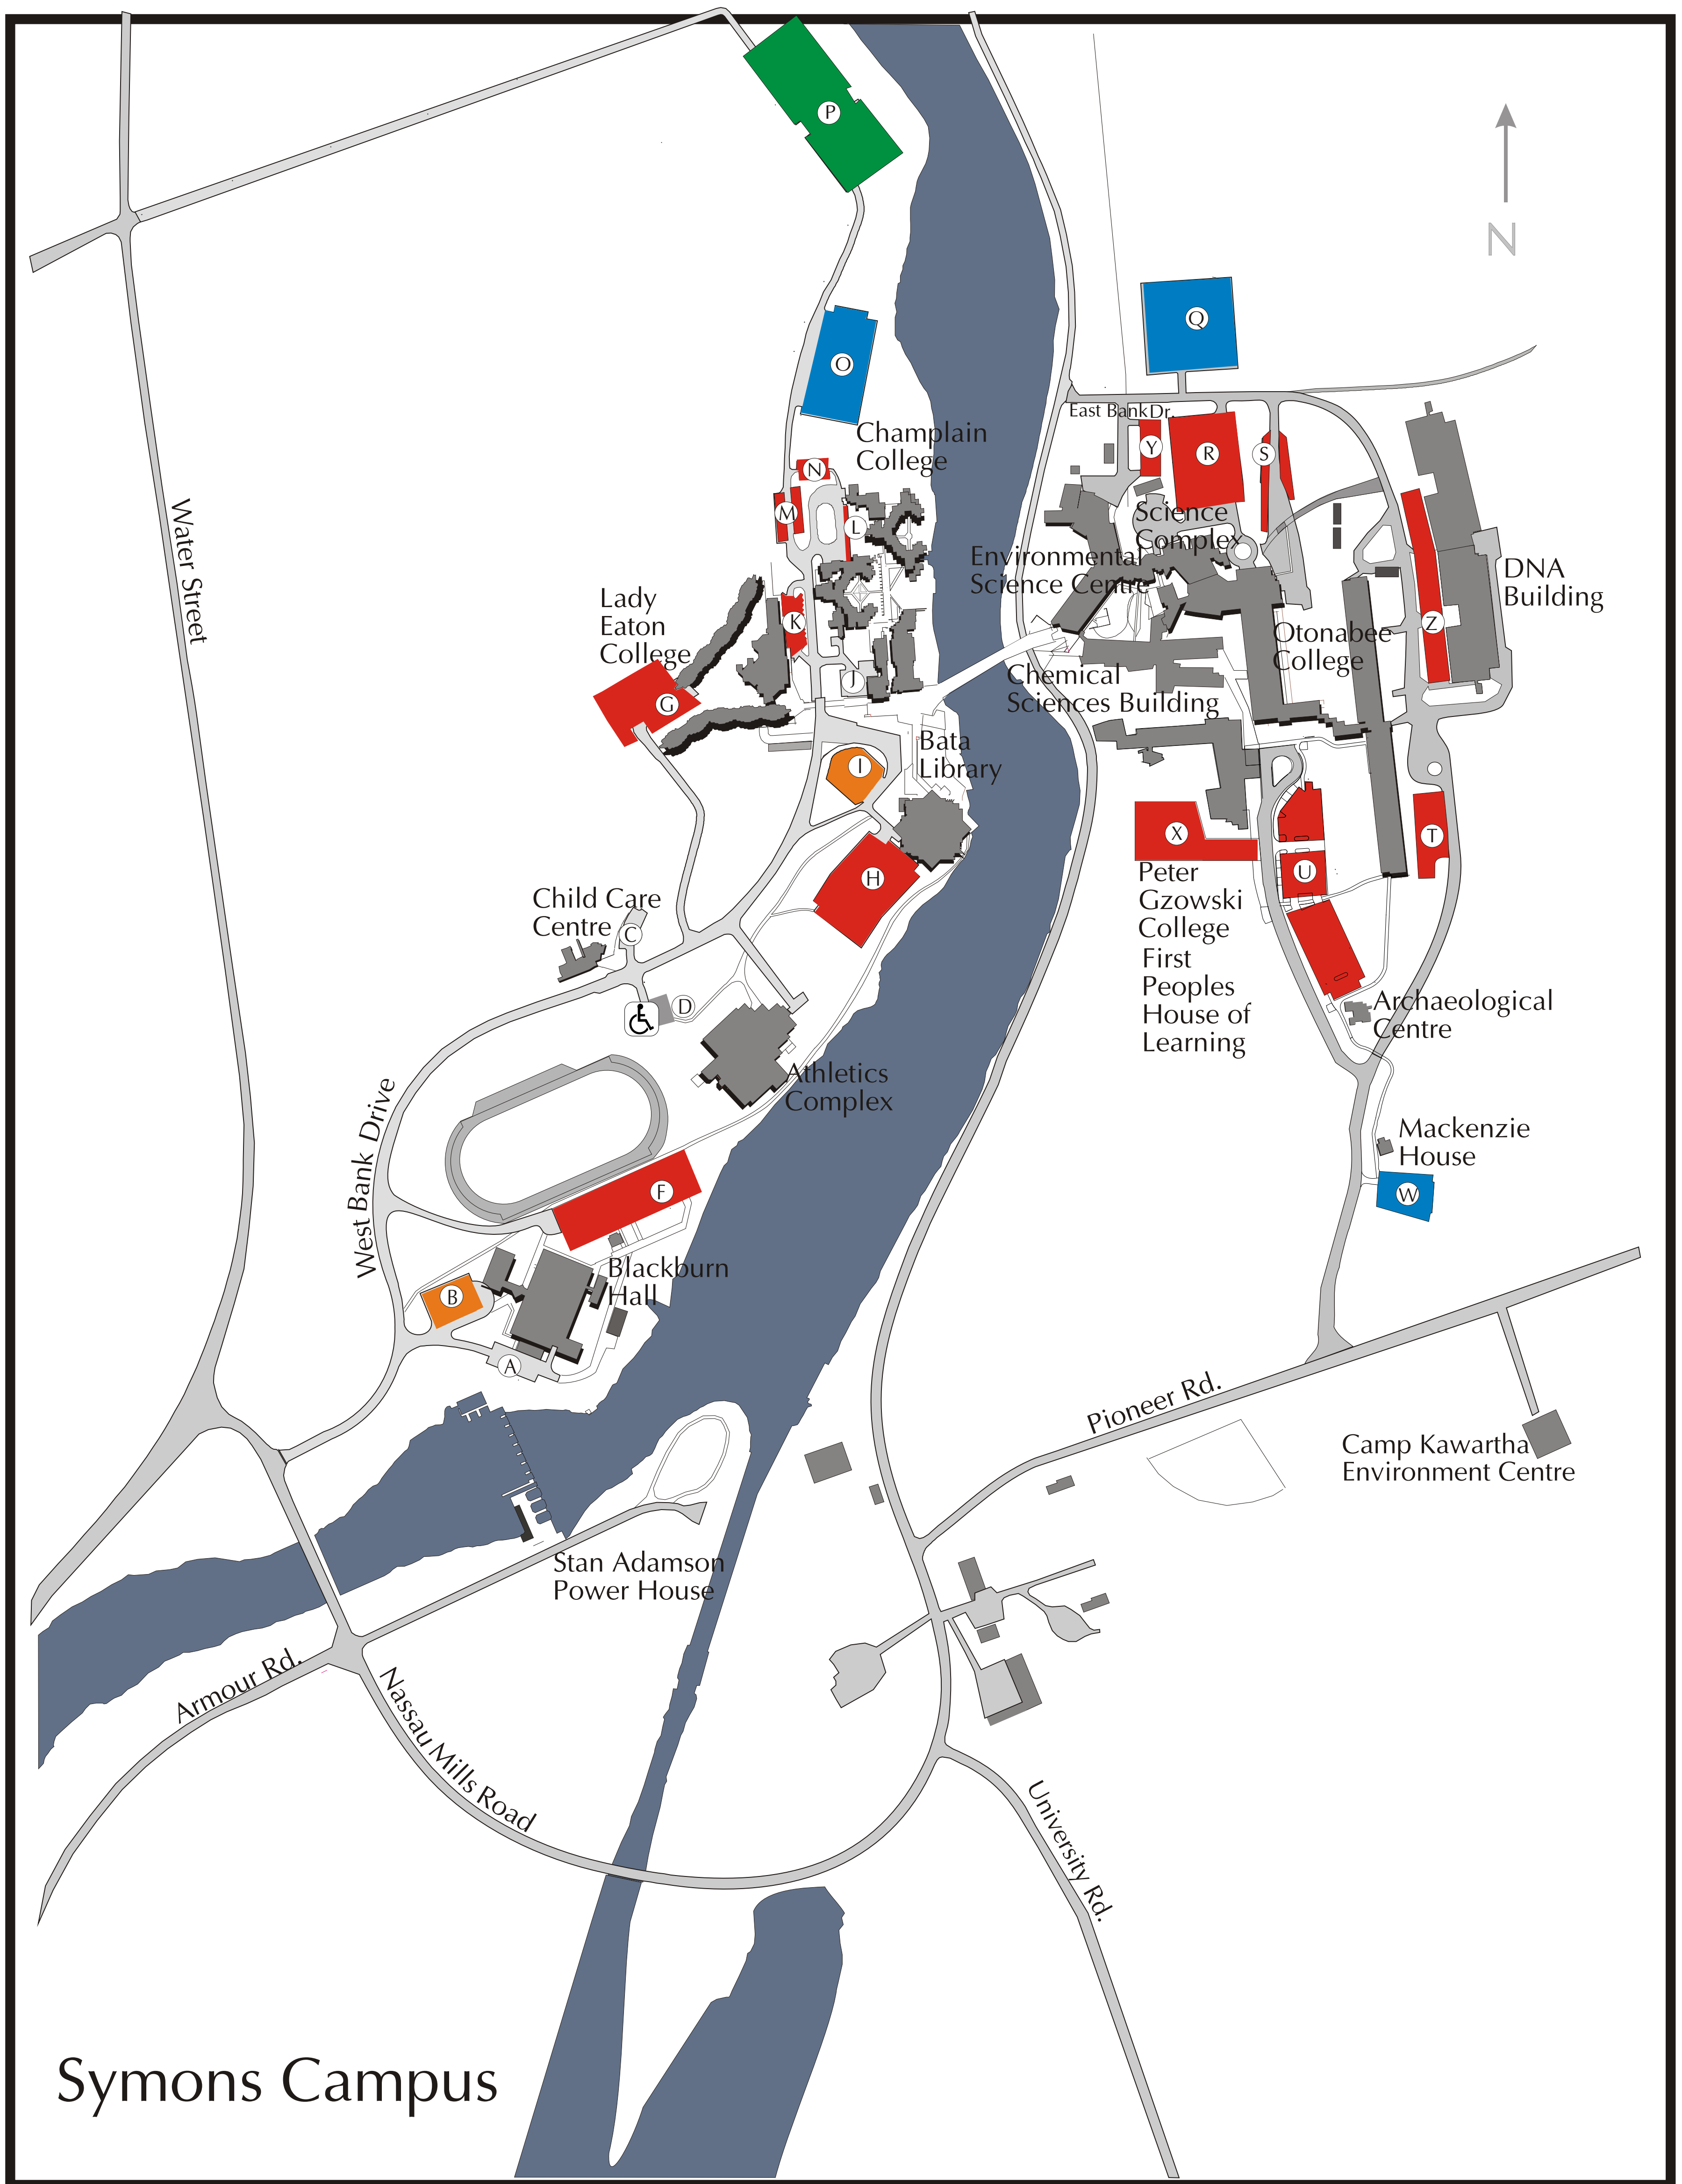 P
N
Q
O
East Bank Dr.
Champlain
College
Y
R
S
N
M
L
Science
Complex
Environmental
Science Centre
Water Street
DNA
Building
Lady
Eaton
College
K
Z
Otonabee
College
J
Chemical
Sciences Building
G
Bata
Library
I
X
T
H
U
Peter
Gzowski
College
First
Peoples
House of
Learning
Child Care
Centre
C
D
Archaeological
Centre
Athletics
Complex
West Bank Drive
Mackenzie
House
F
W
Blackburn
Hall
B
A
Pioneer Rd.
Camp Kawartha
Environment Centre
Stan Adamson
Power House
Armour Rd.
Nassau Mills Road
University Rd.
Symons Campus